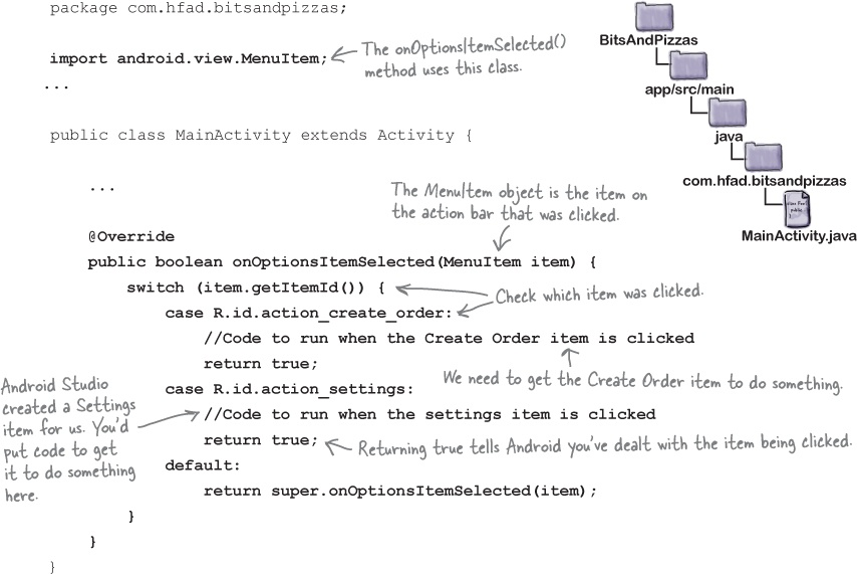 package com.hfad.bitsandpizzas;
import android.view.MenuItem;
The onOptionsItemSelected()
method uses this class.
...
public class MainActivity extends Activity {
...
The MenuItem object is the item on
the action bar that was clicked.
@Override
public boolean onOptionsItemSelected(MenuItem item) {
switch (item.getItemId()) {
Check which item was clicked.
case R.id.action_create_order:
//Code to run when the Create Order item is clicked
return true;
We need to get the Create Order item to do something.
case R.id.action_settings:
//Code to run when the settings item is clicked
Android Studio
created a Settings
item for us. You'd
put code to get
it to do something
here.
return true;
Returning true tells Android you've dealt with the item being clicked.
default:
return super.onOptionsItemSelected(item);
}
}
}
BitsAndPizzas
app/src/main
java
com.hfad.bitsandpizzas
MainActivity.java